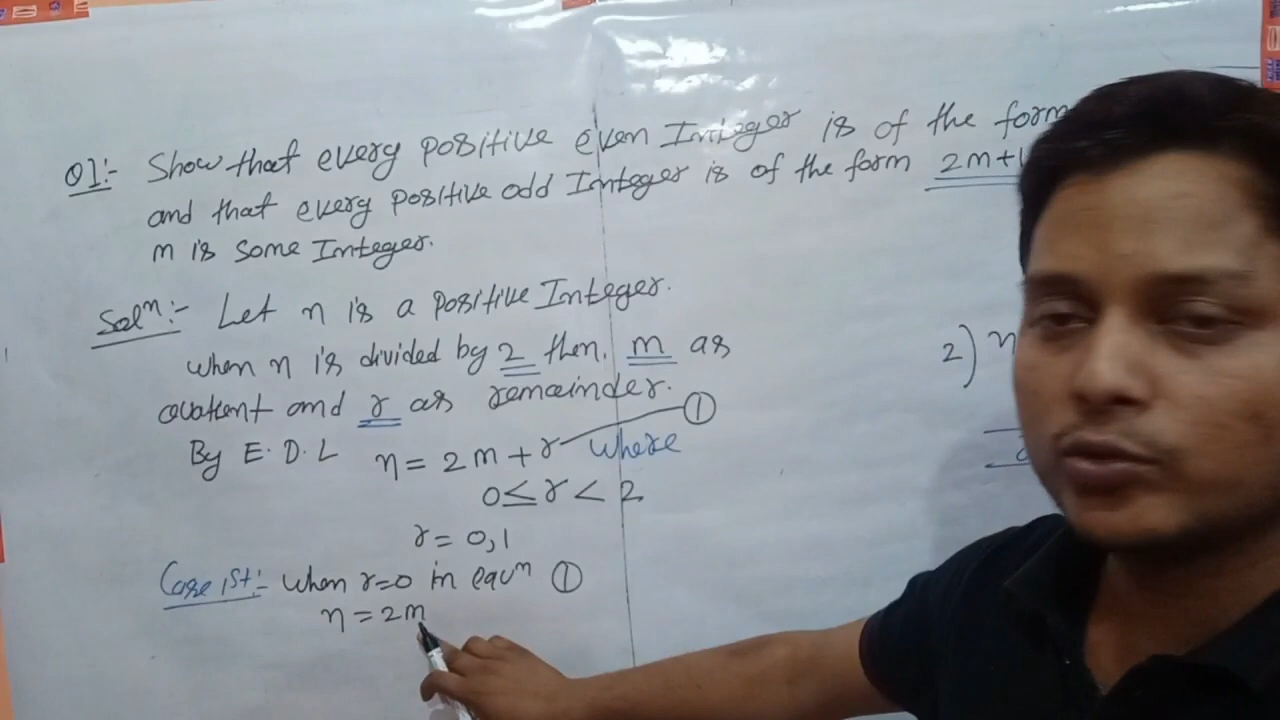 Q1:- Show that every positive even Integer is of the form
and that every positive odd Integer is of the form 2m+1
m is some Integer.
Solⁿ:- Let n is a positive Integer.
when n is divided by 2 then, m as
and r as remainder.
By E.D.L n = 2m + r where ①
0 ≤ r < 2
r = 0, 1
Case 1st:- when r=0 in equⁿ ①
n = 2m
2) n